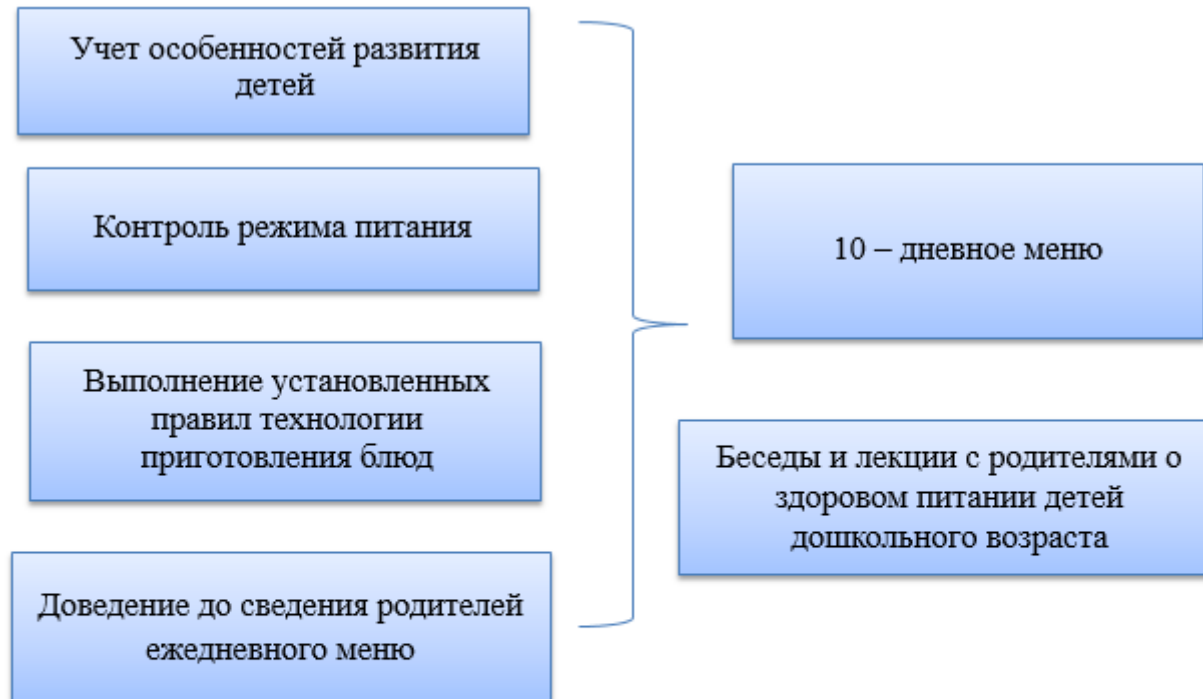 Учет особенностей развития
детей
Контроль режима питания
Выполнение установленных
правил технологии
приготовления блюд
Доведение до сведения родителей
ежедневного меню
10 – дневное меню
Беседы и лекции с родителями о
здоровом питании детей
дошкольного возраста